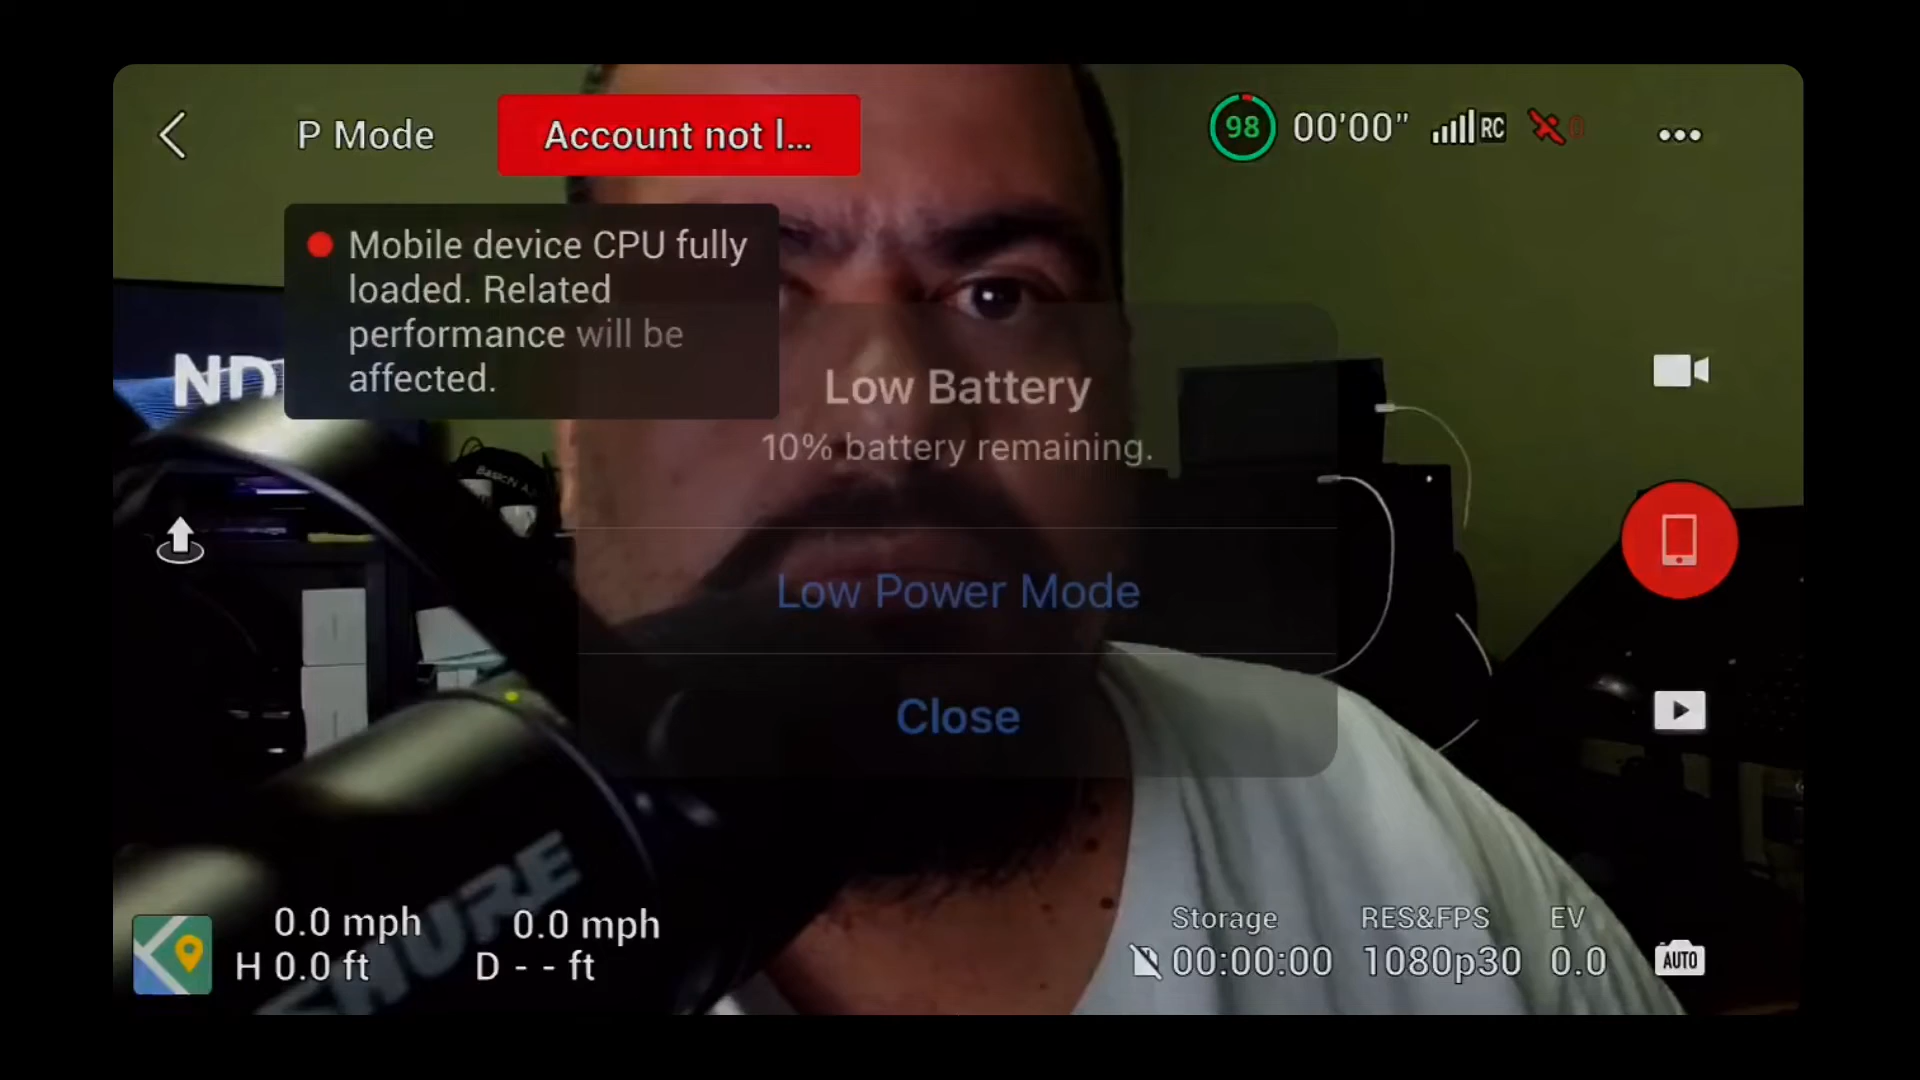 P Mode
Account not l...
98
00'00"
RC
0
Mobile device CPU fully
loaded. Related
performance will be
affected.
ND
Low Battery
10% battery remaining.
Low Power Mode
Close
SHURE
0.0 mph
0.0 mph
H 0.0 ft
D - - ft
Storage
RES&FPS
EV
00:00:00
1080p30
0.0
AUTO